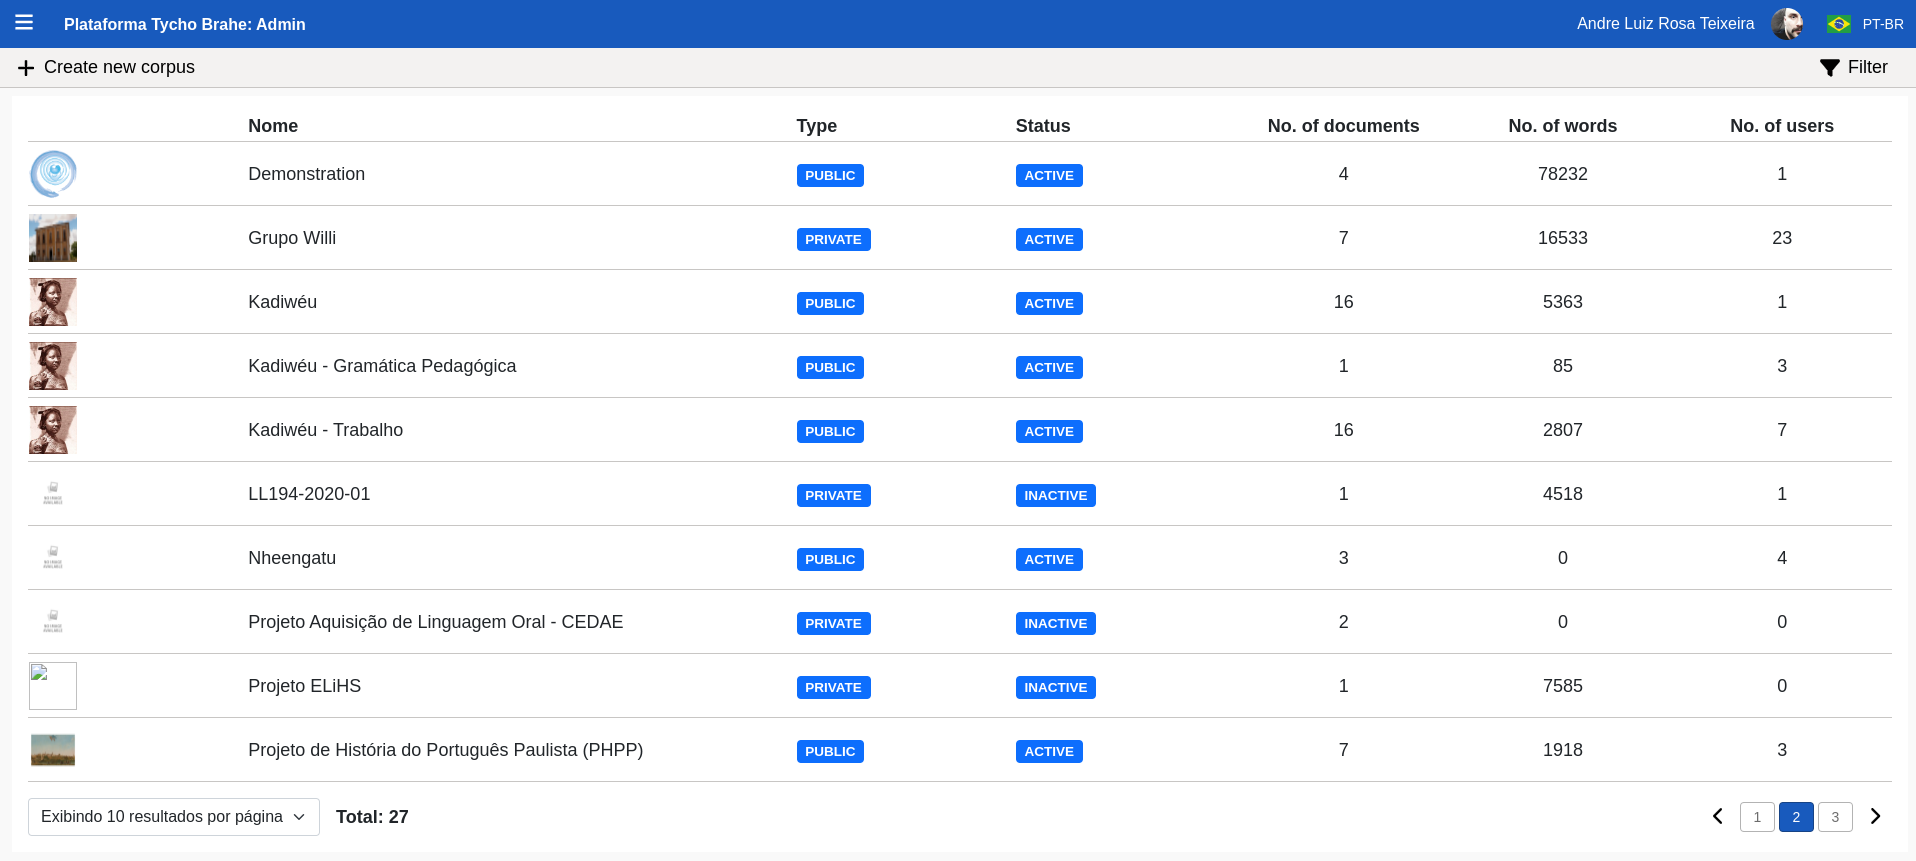 Plataforma Tycho Brahe: Admin Andre Luiz Rosa Teixeira PT-BR
Create new corpus Filter
Nome Type Status No. of documents No. of words No. of users
Demonstration PUBLIC ACTIVE 4 78232 1
Grupo Willi PRIVATE ACTIVE 7 16533 23
Kadiwéu PUBLIC ACTIVE 16 5363 1
Kadiwéu - Gramática Pedagógica PUBLIC ACTIVE 1 85 3
Kadiwéu - Trabalho PUBLIC ACTIVE 16 2807 7
LL194-2020-01 PRIVATE INACTIVE 1 4518 1
Nheengatu PUBLIC ACTIVE 3 0 4
Projeto Aquisição de Linguagem Oral - CEDAE PRIVATE INACTIVE 2 0 0
Projeto ELiHS PRIVATE INACTIVE 1 7585 0
Projeto de História do Português Paulista (PHPP) PUBLIC ACTIVE 7 1918 3
Exibindo 10 resultados por página Total: 27 1 2 3